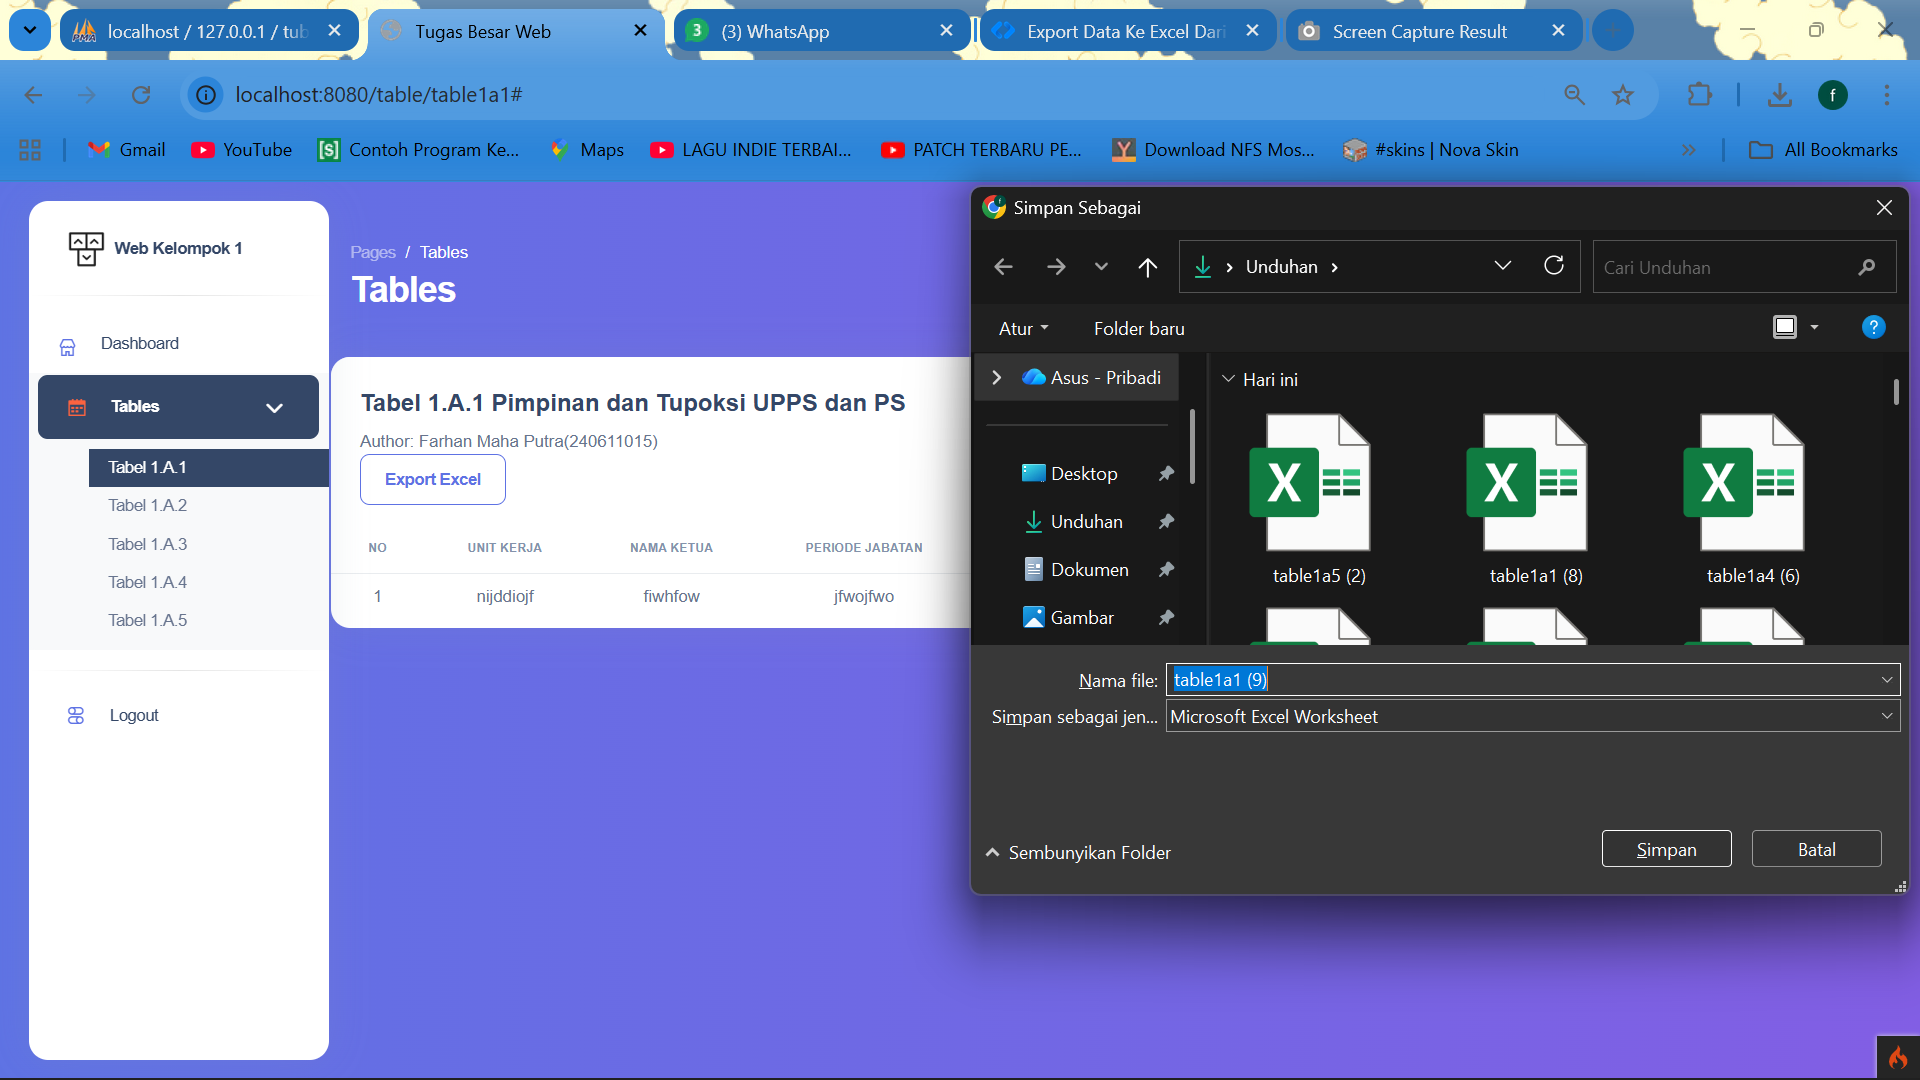 localhost / 127.0.0.1 / tub
Tugas Besar Web
3
(3) WhatsApp
Export Data Ke Excel Dari
Screen Capture Result
localhost:8080/table/table1a1#
f
Gmail
YouTube
[s] Contoh Program Ke...
Maps
LAGU INDIE TERBAI...
PATCH TERBARU PE...
Y Download NFS Mos...
#skins | Nova Skin
All Bookmarks
Web Kelompok 1
Dashboard
Tables
Tabel 1.A.1
Tabel 1.A.2
Tabel 1.A.3
Tabel 1.A.4
Tabel 1.A.5
Logout
Pages / Tables
Tables
Tabel 1.A.1 Pimpinan dan Tupoksi UPPS dan PS
Author: Farhan Maha Putra(240611015)
Export Excel
NO UNIT KERJA NAMA KETUA PERIODE JABATAN
1 nijddiojf fiwhfow jfwojfwo
Simpan Sebagai
Unduhan
Cari Unduhan
Atur
Folder baru
?
Asus - Pribadi
Desktop
Unduhan
Dokumen
Gambar
Hari ini
X X X
table1a5 (2) table1a1 (8) table1a4 (6)
Nama file: table1a1 (9)
Simpan sebagai jen... Microsoft Excel Worksheet
Sembunyikan Folder
Simpan
Batal